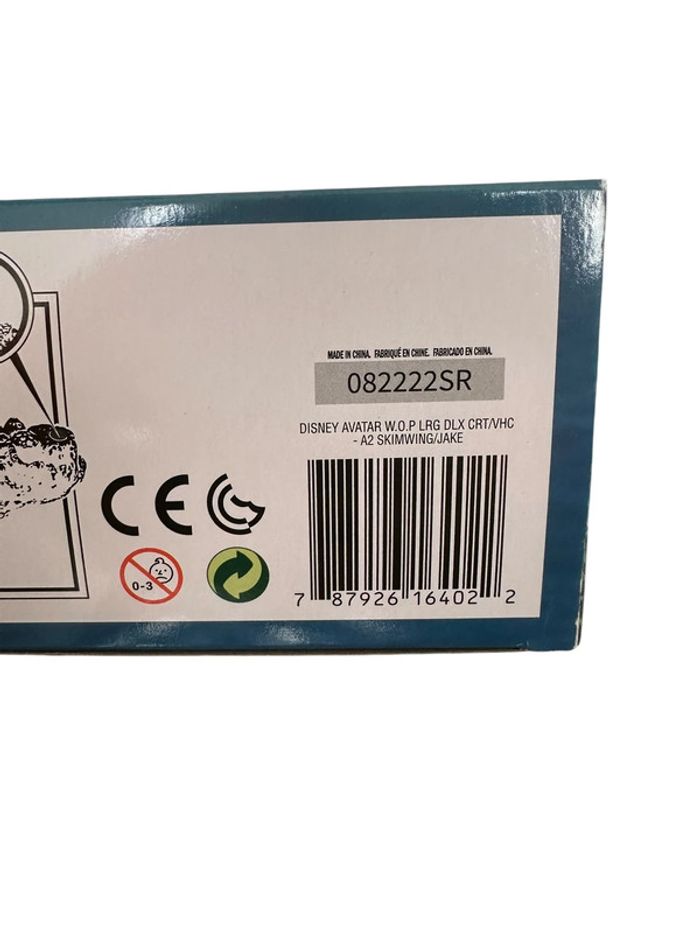 MADE IN CHINA. FABRIQUÉ EN CHINE. FABRICADO EN CHINA.
082222SR
DISNEY AVATAR W.O.P LRG DLX CRT/VHC
- A2 SKIMWING/JAKE
CE
0-3
7 87926 16402 2